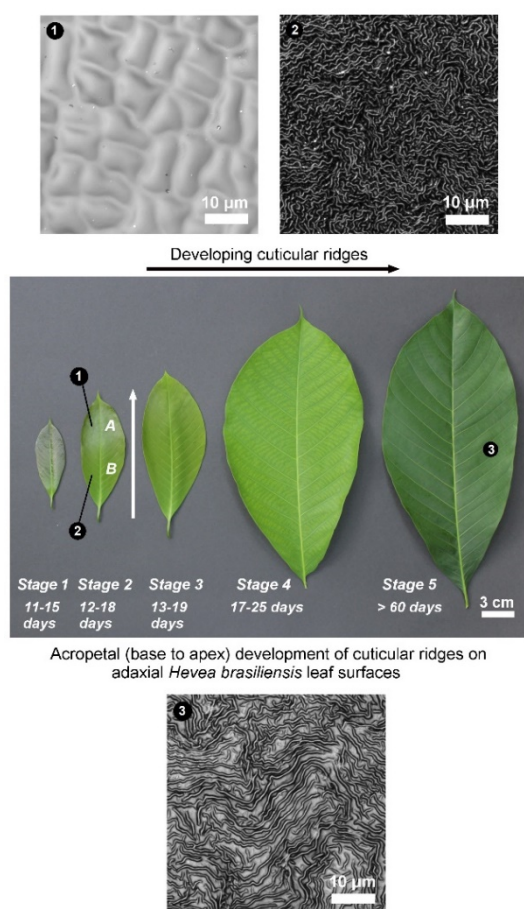 1
2
10 µm
10 µm
Developing cuticular ridges
1
A
B
2
3
Stage 1
Stage 2
Stage 3
Stage 4
Stage 5
11-15
days
12-18
days
13-19
days
17-25 days
> 60 days
3 cm
Acropetal (base to apex) development of cuticular ridges on
adaxial Hevea brasiliensis leaf surfaces
3
10 µm